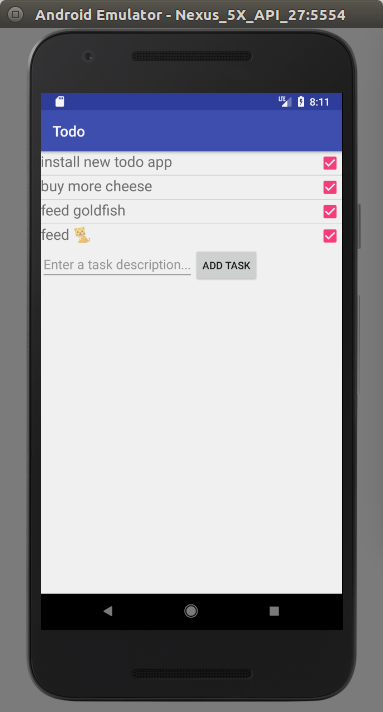 Android Emulator - Nexus_5X_API_27:5554
LTE 8:11
Todo
install new todo app
buy more cheese
feed goldfish
feed 🐆
Enter a task description... ADD TASK